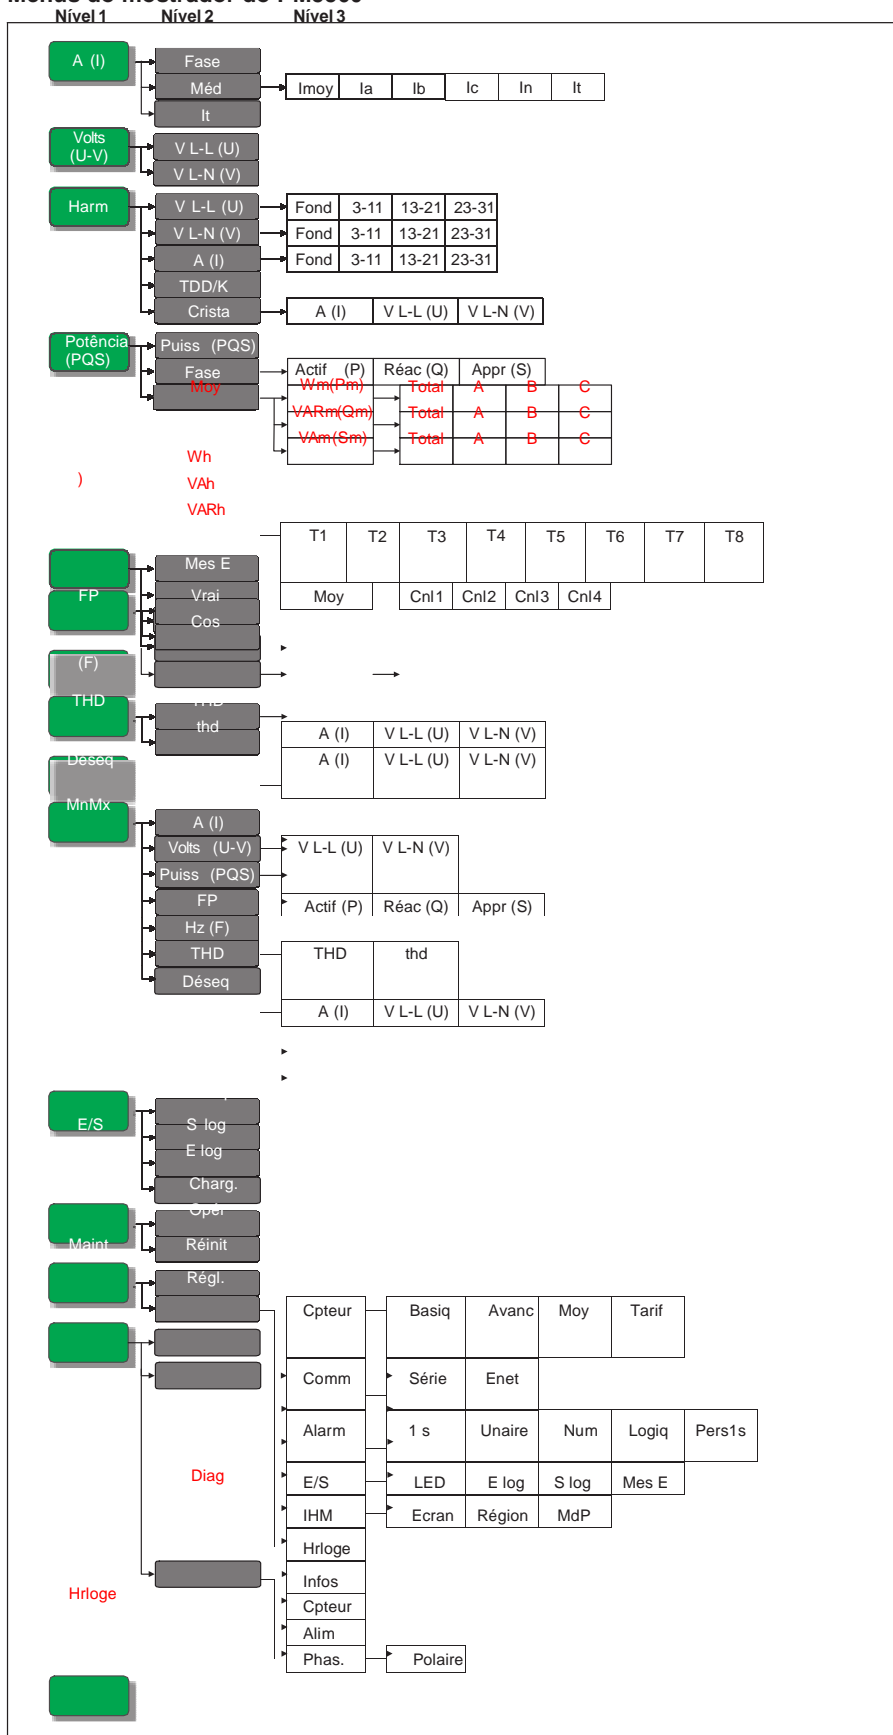 Nível 1 Nível 2 Nível 3
A (I)
Fase
Méd Imoy Ia Ib Ic In It
It
Volts (U-V)
V L-L (U)
V L-N (V)
Harm
V L-L (U) Fond 3-11 13-21 23-31
V L-N (V) Fond 3-11 13-21 23-31
A (I) Fond 3-11 13-21 23-31
TDD/K
Crista A (I) V L-L (U) V L-N (V)
Potência (PQS)
Puiss (PQS)
Fase Actif (P) Réac (Q) Appr (S)
Moy Wm(Pm) Total A B C
VARm(Qm) Total A B C
VAm(Sm) Total A B C
Wh
)
VAh
VARh
T1 T2 T3 T4 T5 T6 T7 T8
Mes E
FP
Vrai
Moy Cnl1 Cnl2 Cnl3 Cnl4
Cos
(F)
THD
THD
thd
A (I) V L-L (U) V L-N (V)
A (I) V L-L (U) V L-N (V)
Déseq
MnMx
A (I)
Volts (U-V) V L-L (U) V L-N (V)
Puiss (PQS)
FP
Actif (P) Réac (Q) Appr (S)
Hz (F)
THD THD thd
Déseq
A (I) V L-L (U) V L-N (V)
E/S
S log
E log
Charg.
Opér
Maint
Réinit
Régl.
Cpteur Basiq Avanc Moy Tarif
Comm Série Enet
Alarm 1 s Unaire Num Logiq Pers1s
Diag
E/S LED E log S log Mes E
IHM Ecran Région MdP
Hrloge
Infos
Hrloge
Cpteur
Alim
Phas. Polaire